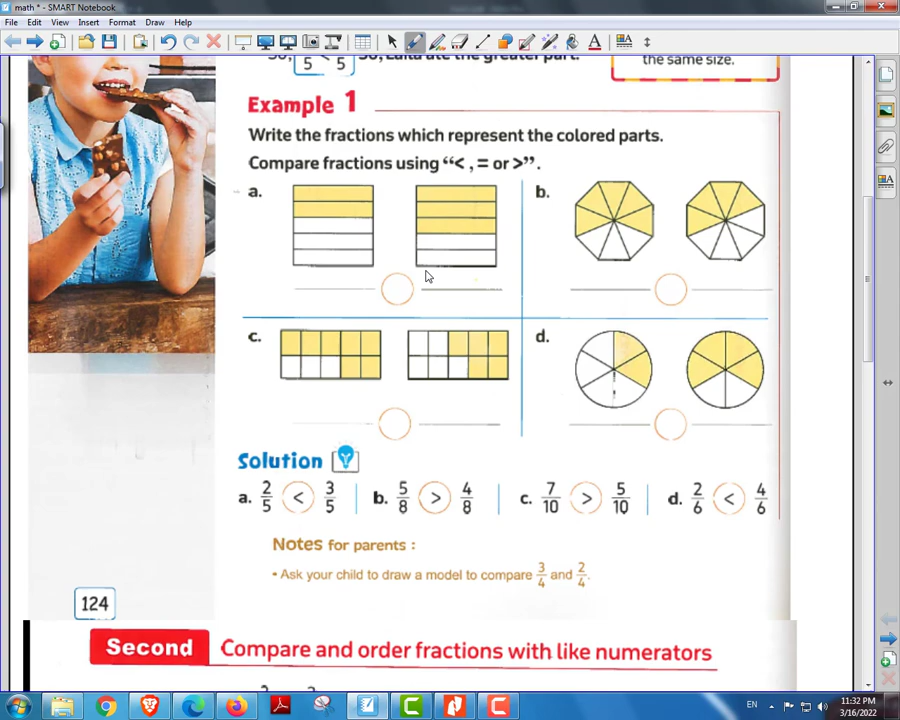 math * - SMART Notebook
File Edit View Insert Format Draw Help
5 < 5
ate the greater part.
the same size.
Example 1
Write the fractions which represent the colored parts.
Compare fractions using “< , = or >”.
a.
b.
c.
d.
Solution
a. 2/5 < 3/5
b. 5/8 > 4/8
c. 7/10 > 5/10
d. 2/6 < 4/6
Notes for parents :
• Ask your child to draw a model to compare 3/4 and 2/4.
124
Second
Compare and order fractions with like numerators
EN
11:32 PM
3/16/2022